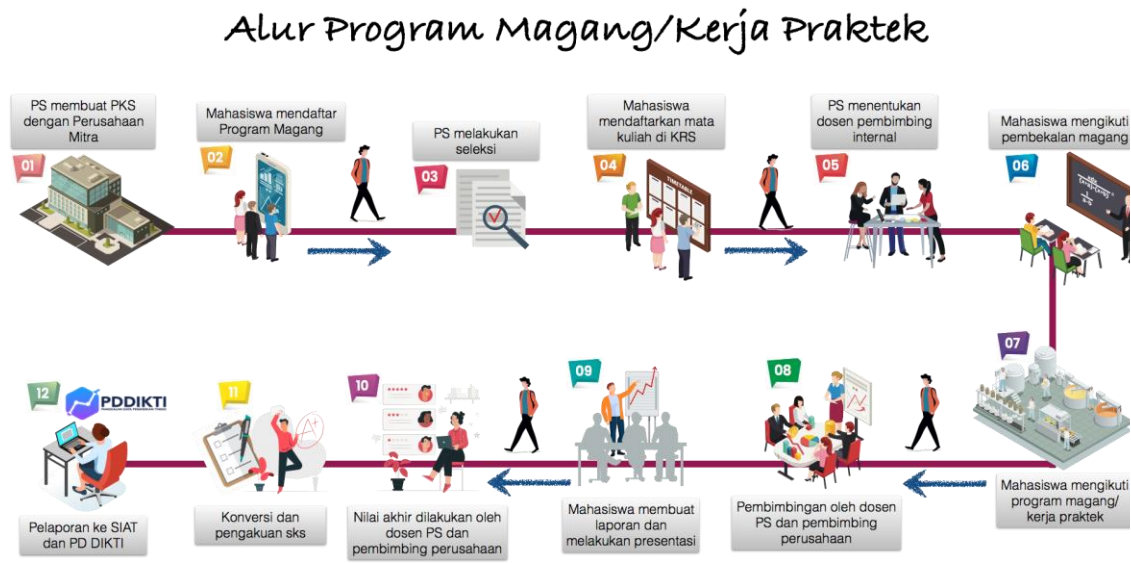 Alur Program Magang/Kerja Praktek
PS membuat PKS
dengan Perusahaan
Mitra
01
Mahasiswa mendaftar
Program Magang
02
PS melakukan
seleksi
03
Mahasiswa
mendaftarkan mata
kuliah di KRS
04
TIMETABLE
PS menentukan
dosen pembimbing
internal
05
Mahasiswa mengikuti
pembekalan magang
06
07
Mahasiswa mengikuti
program magang/
kerja praktek
08
Pembimbingan oleh dosen
PS dan pembimbing
perusahaan
09
Mahasiswa membuat
laporan dan
melakukan presentasi
10
Nilai akhir dilakukan oleh
dosen PS dan
pembimbing perusahaan
11
A+
Konversi dan
pengakuan sks
12
PDDIKTI
Pelaporan ke SIAT
dan PD DIKTI